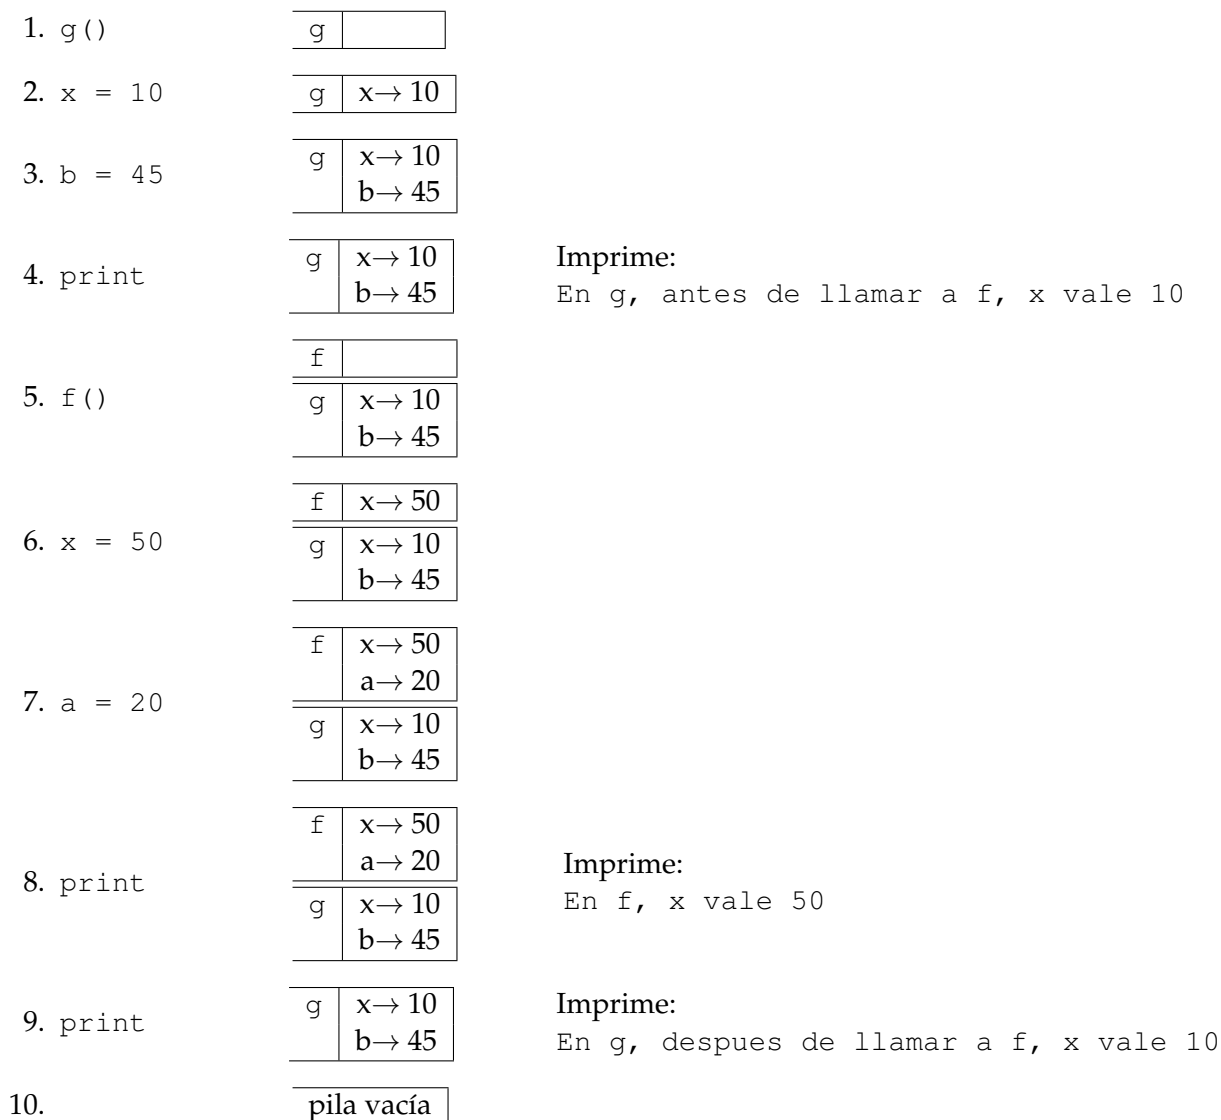 1. g() g
2. x = 10 g x→ 10
3. b = 45 g x→ 10
b→ 45
4. print g x→ 10 Imprime:
b→ 45 En g, antes de llamar a f, x vale 10
5. f() f
g x→ 10
b→ 45
6. x = 50 f x→ 50
g x→ 10
b→ 45
7. a = 20 f x→ 50
a→ 20
g x→ 10
b→ 45
8. print f x→ 50 Imprime:
a→ 20 En f, x vale 50
g x→ 10
b→ 45
9. print g x→ 10 Imprime:
b→ 45 En g, despues de llamar a f, x vale 10
10. pila vacía